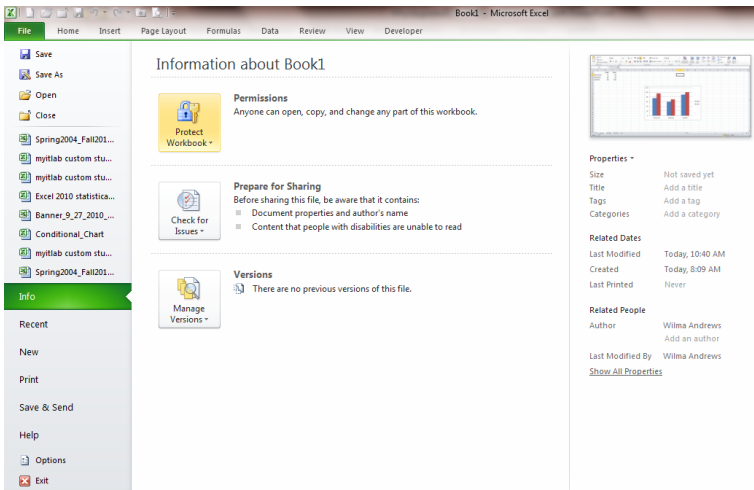 Book1 - Microsoft Excel
File Home Insert Page Layout Formulas Data Review View Developer
Save
Save As
Open
Close
Spring2004_Fall201...
myitlab custom stu...
myitlab custom stu...
Excel 2010 statistica...
Banner_9_27_2010_...
Conditional_Chart
myitlab custom stu...
Spring2004_Fall201...
Info
Recent
New
Print
Save & Send
Help
Options
Exit
Information about Book1
Protect
Workbook
Permissions
Anyone can open, copy, and change any part of this workbook.
Check for
Issues
Prepare for Sharing
Before sharing this file, be aware that it contains:
Document properties and author's name
Content that people with disabilities are unable to read
Manage
Versions
Versions
There are no previous versions of this file.
Properties
Size Not saved yet
Title Add a title
Tags Add a tag
Categories Add a category
Related Dates
Last Modified Today, 10:40 AM
Created Today, 8:09 AM
Last Printed Never
Related People
Author Wilma Andrews
Add an author
Last Modified By Wilma Andrews
Show All Properties